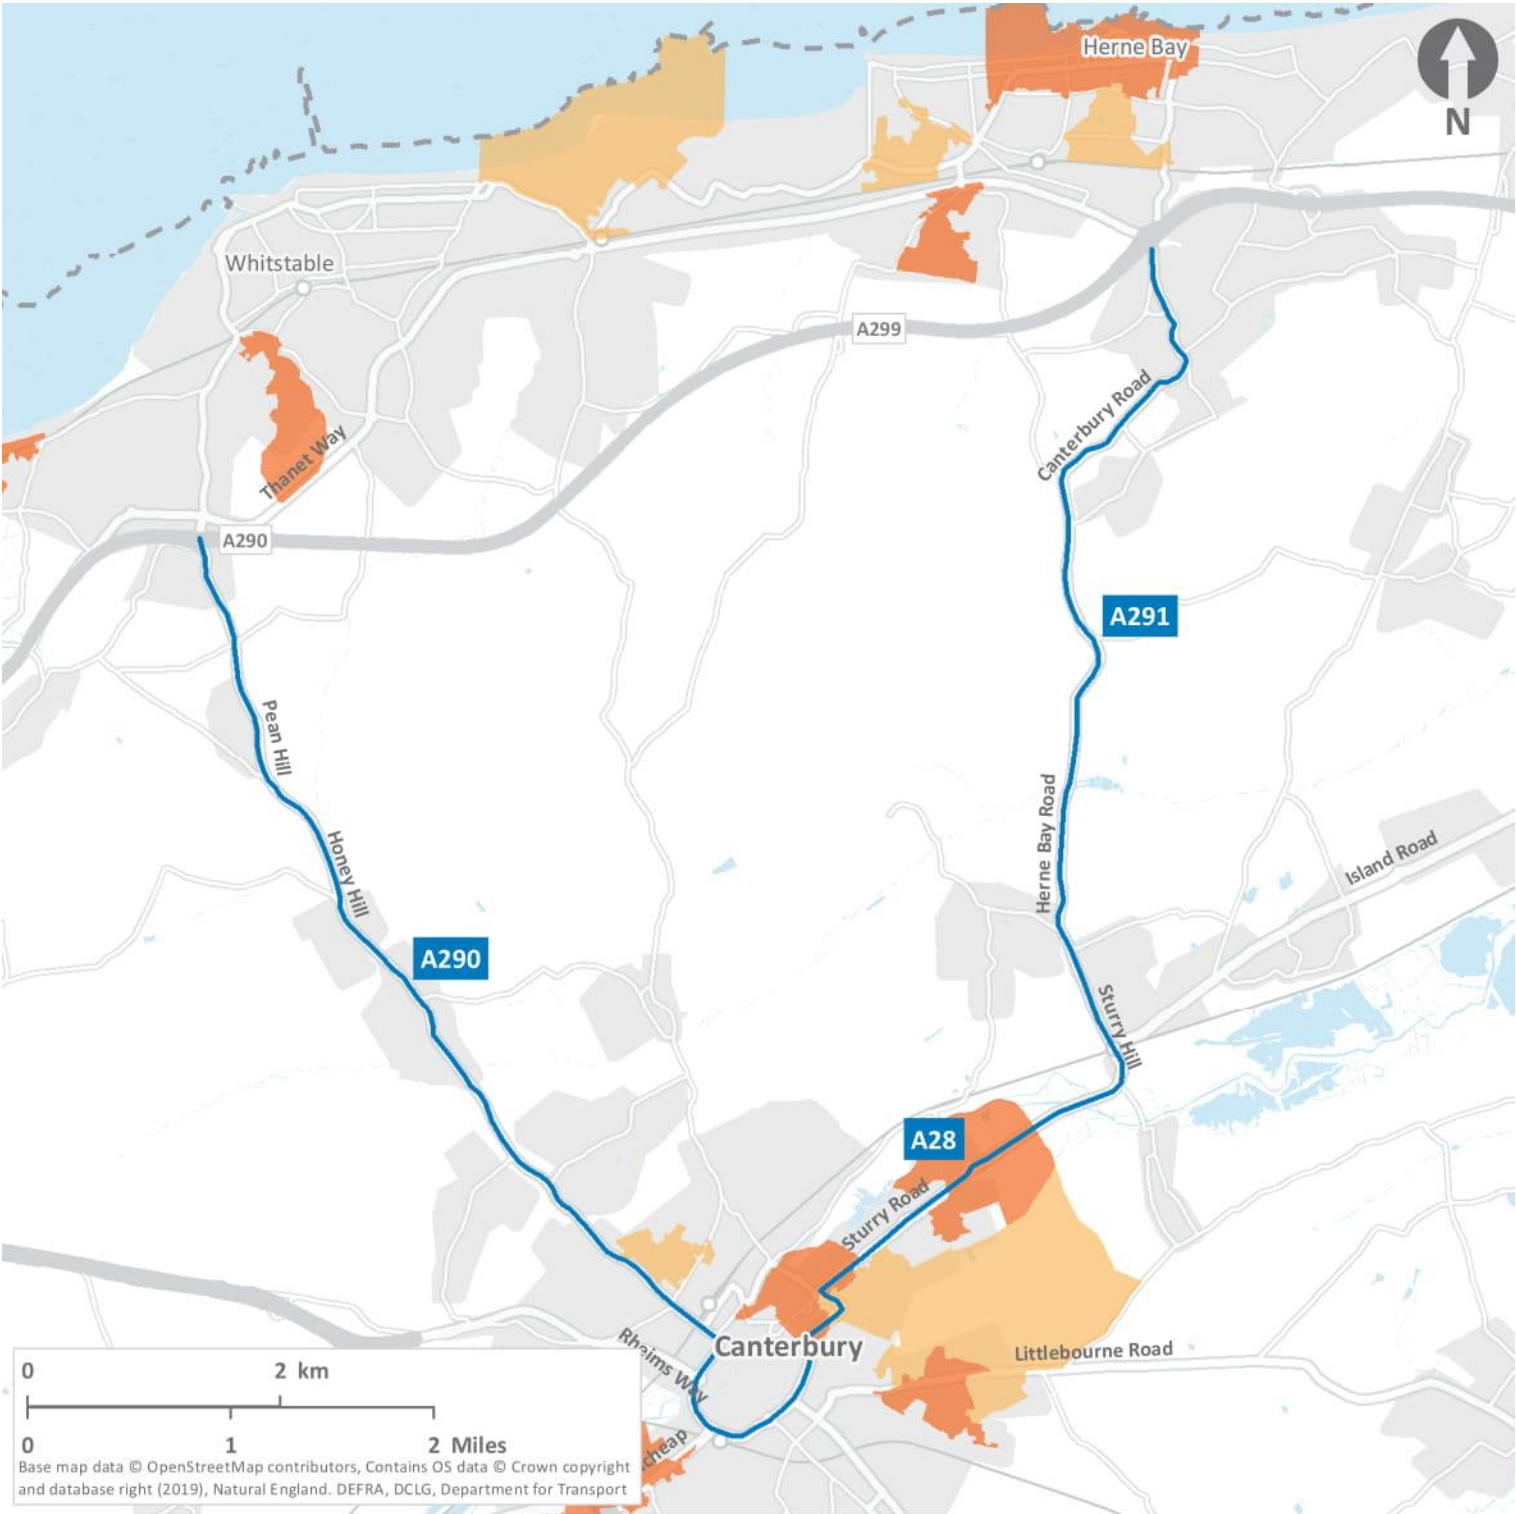 Herne Bay
N
Whitstable
A299
Canterbury Road
Thanet Way
A290
A291
Pean Hill
Herne Bay Road
Honey Hill
Island Road
A290
Sturry Hill
A28
Sturry Road
Canterbury
Rheims Way
Littlebourne Road
cheap
0 2 km
0 1 2 Miles
Base map data © OpenStreetMap contributors, Contains OS data © Crown copyright
and database right (2019), Natural England. DEFRA, DCLG, Department for Transport